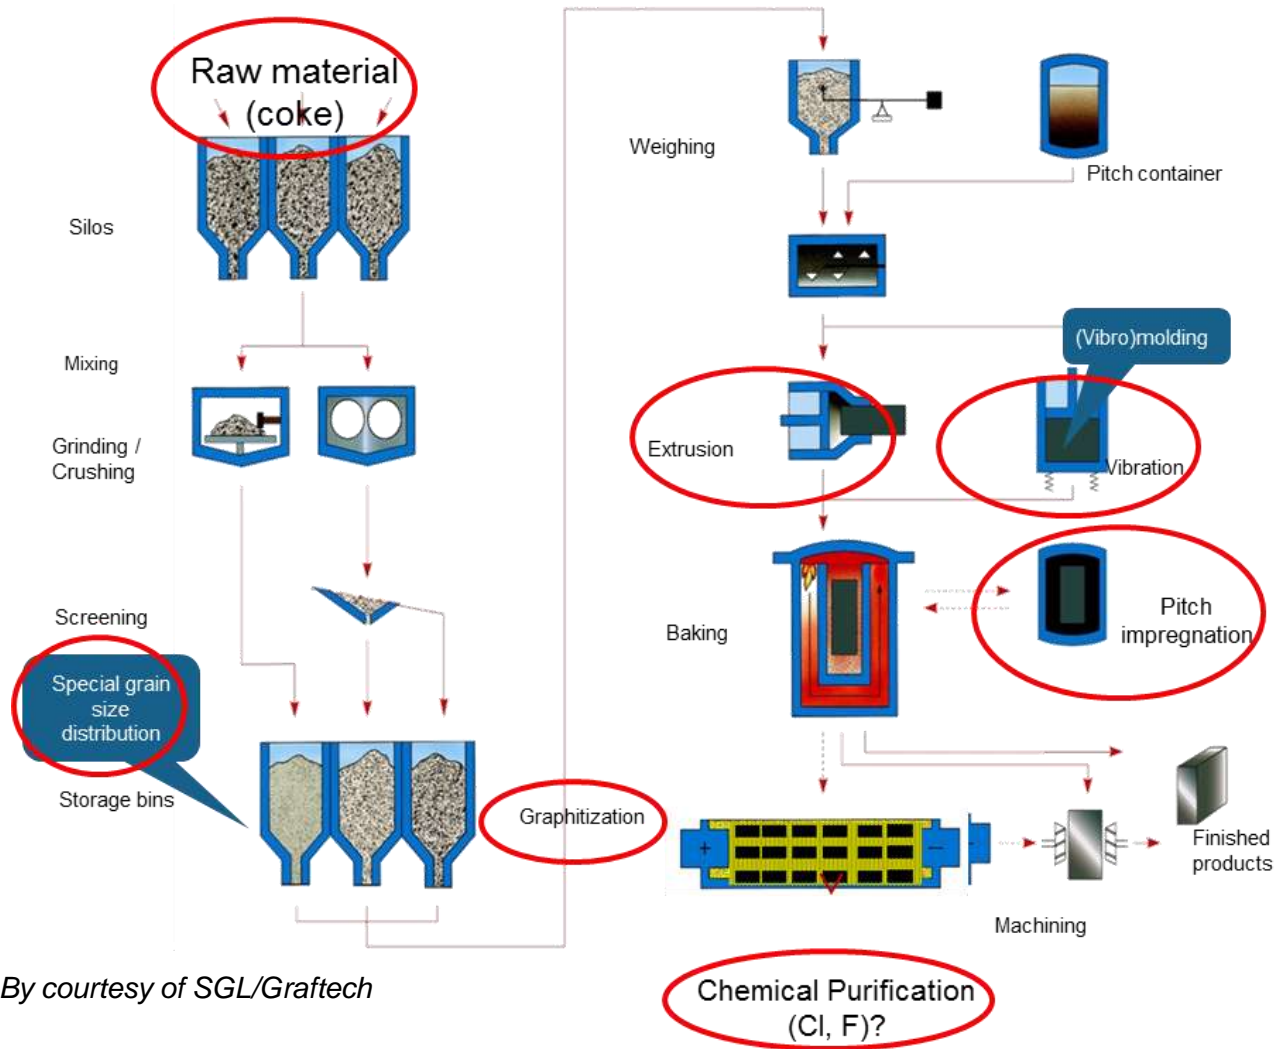 Raw material
(coke)
Silos
Mixing
Grinding /
Crushing
Screening
Special grain
size
distribution
Storage bins
Weighing
Pitch container
(Vibro)molding
Extrusion
Vibration
Baking
Pitch
impregnation
Graphitization
+
−
Finished
products
Machining
Chemical Purification
(Cl, F)?
By courtesy of SGL/Graftech